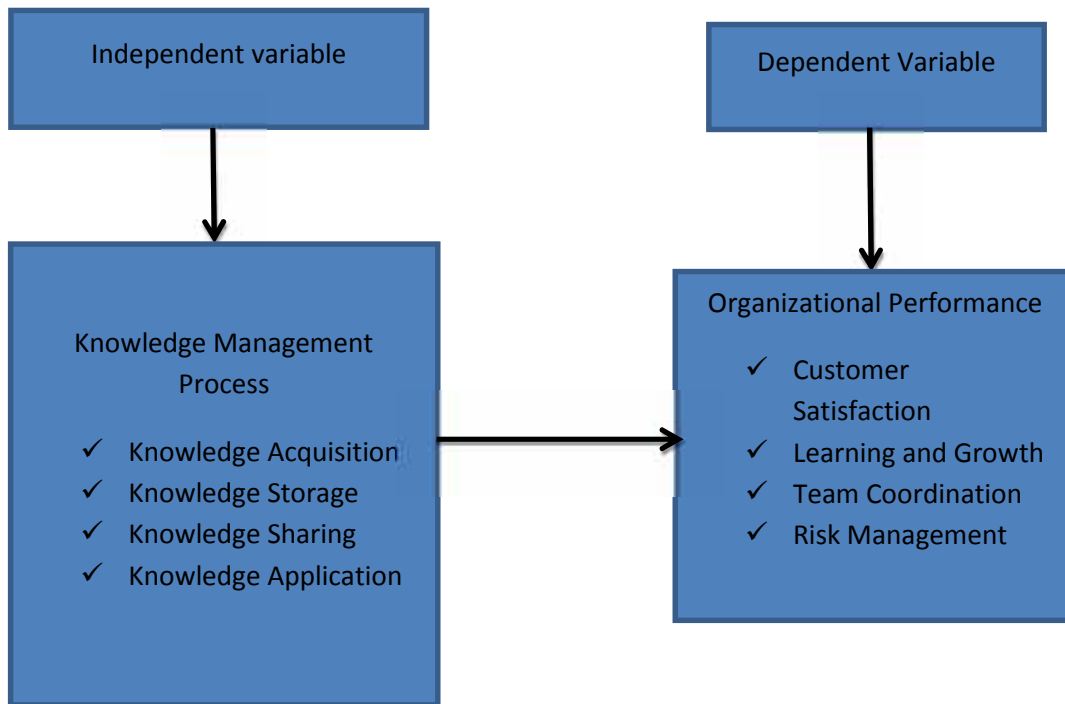 Independent variable
Dependent Variable
Knowledge Management
Process
✓ Knowledge Acquisition
✓ Knowledge Storage
✓ Knowledge Sharing
✓ Knowledge Application
Organizational Performance
✓ Customer
Satisfaction
✓ Learning and Growth
✓ Team Coordination
✓ Risk Management